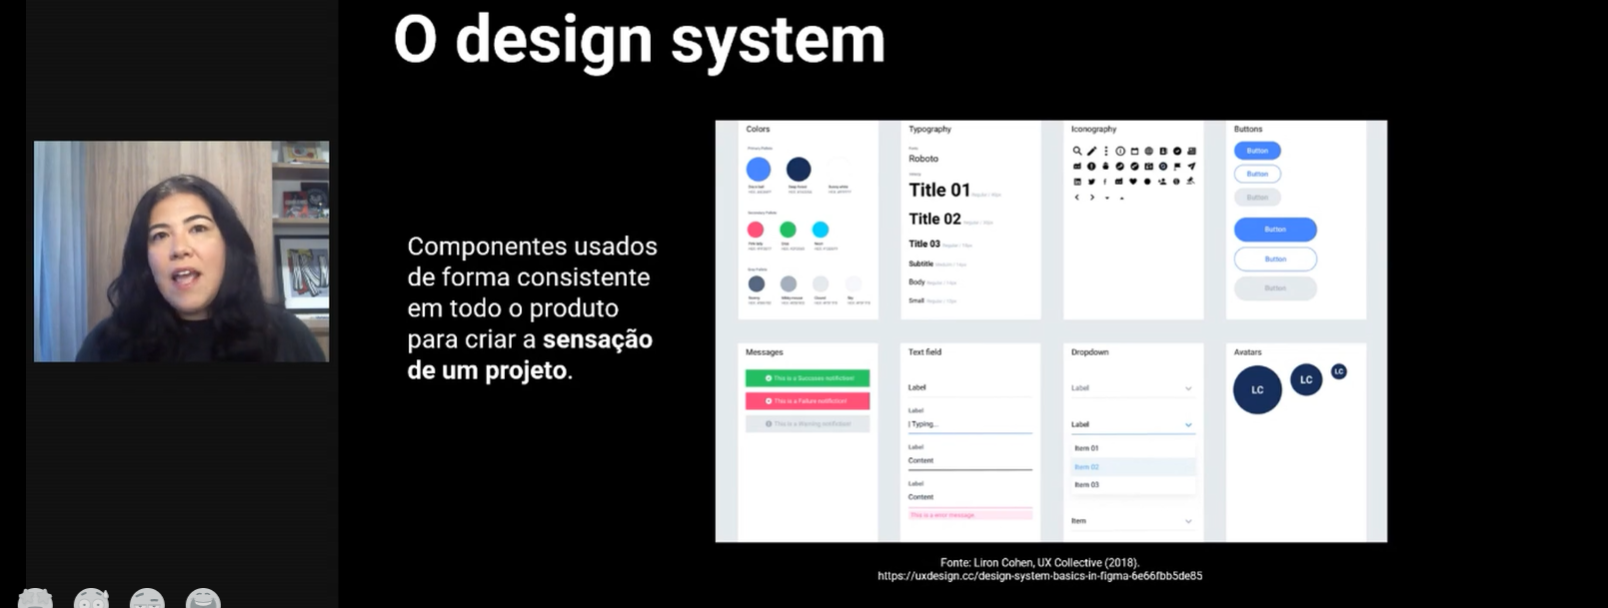 O design system
Componentes usados
de forma consistente
em todo o produto
para criar a sensação
de um projeto.
Colors
Typography
Roboto
Title 01
Title 02
Title 03
Subtitle
Body
Small
Iconography
Buttons
Button
Button
Button
Button
Button
Button
Messages
This is a Success notification!
This is a Failure notifiction!
This is a Warning notifiction!
Text field
Label
Label
| Typing...
Label
Content
Label
Content
This is a error message.
Dropdown
Label
Label
Item 01
Item 02
Item 03
Item
Avatars
LC
LC
LC
Fonte: Liron Cohen, UX Collective (2018).
https://uxdesign.cc/design-system-basics-in-figma-6e66fbb5de85